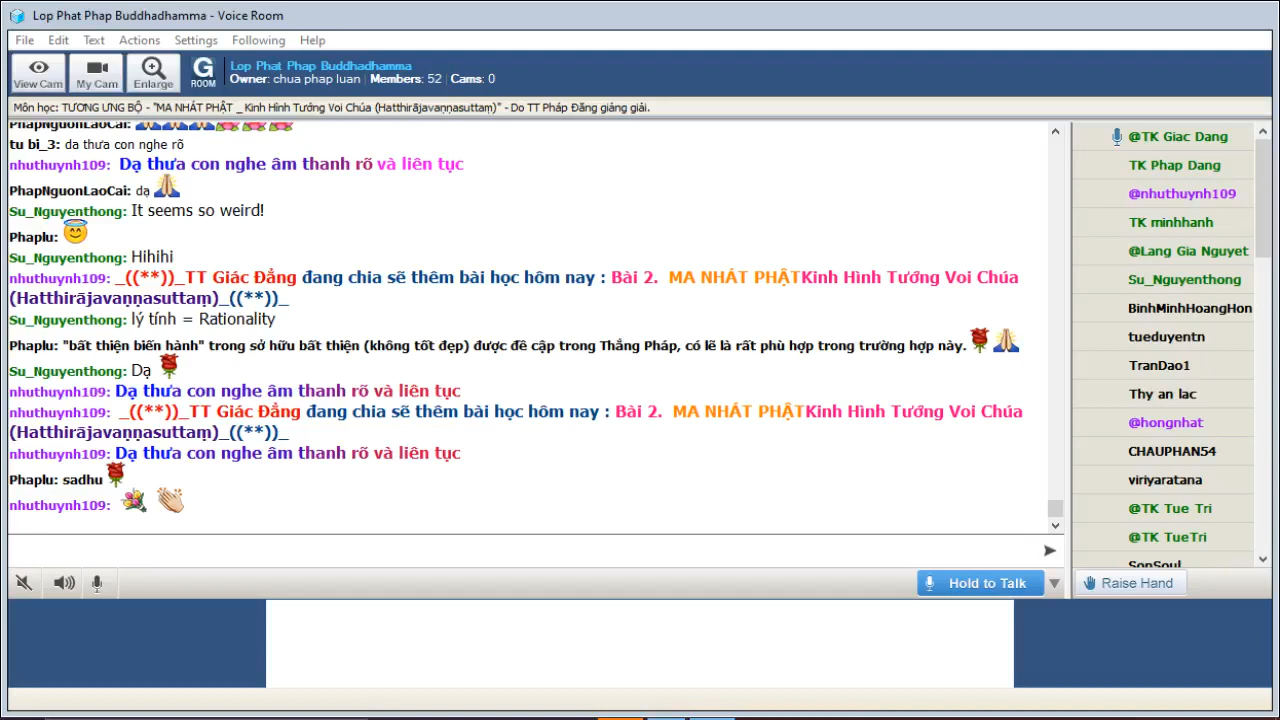 Lop Phat Phap Buddhadhamma - Voice Room
File Edit Text Actions Settings Following Help
View Cam My Cam Enlarge G ROOM
Lop Phat Phap Buddhadhamma
Owner: chua phap luan Members: 52 Cams: 0
Môn học: TƯƠNG ƯNG BỘ - "MA NHÁT PHẬT _ Kinh Hình Tướng Voi Chúa (Hatthirājavaṇṇasuttaṃ)" - Do TT Pháp Đăng giảng giải.
PhapNguonLaoCai:
tu bi_3: da thưa con nghe rõ
nhuthuynh109: Dạ thưa con nghe âm thanh rõ và liên tục
PhapNguonLaoCai: dạ
Su_Nguyenthong: It seems so weird!
Phaplu:
Su_Nguyenthong: Hihihi
nhuthuynh109: _((**))_TT Giác Đẳng đang chia sẽ thêm bài học hôm nay : Bài 2. MA NHÁT PHẬTKinh Hình Tướng Voi Chúa
(Hatthirājavaṇṇasuttaṃ)_((**)_
Su_Nguyenthong: lý tính = Rationality
Phaplu: "bất thiện biến hành" trong sở hữu bất thiện (không tốt đẹp) được đề cập trong Thắng Pháp, có lẽ là rất phù hợp trong trường hợp này.
Su_Nguyenthong: Dạ
nhuthuynh109: Dạ thưa con nghe âm thanh rõ và liên tục
nhuthuynh109: _((**))_TT Giác Đẳng đang chia sẽ thêm bài học hôm nay : Bài 2. MA NHÁT PHẬTKinh Hình Tướng Voi Chúa
(Hatthirājavaṇṇasuttaṃ)_((**)_
nhuthuynh109: Dạ thưa con nghe âm thanh rõ và liên tục
Phaplu: sadhu
nhuthuynh109:
Hold to Talk
@TK Giac Dang
TK Phap Dang
@nhuthuynh109
TK minhhanh
@Lang Gia Nguyet
Su_Nguyenthong
BinhMinhHoangHon
tueduyentn
TranDao1
Thy an lac
@hongnhat
CHAUPHAN54
viriyaratana
@TK Tue Tri
@TK TueTri
SonSoul
Raise Hand